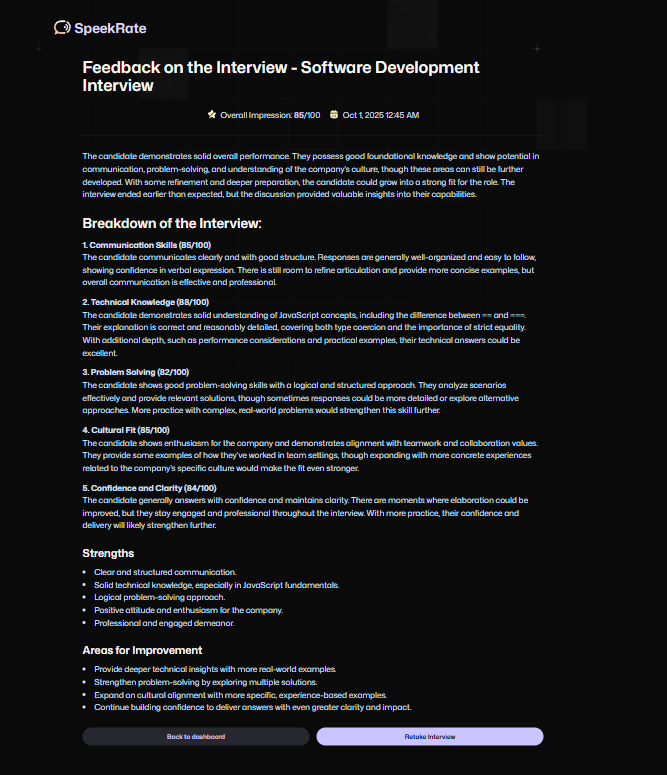 SpeekRate
Feedback on the Interview - Software Development
Interview
Overall Impression: 85/100 Oct 1, 2025 12:45 AM
The candidate demonstrates solid overall performance. They possess good foundational knowledge and show potential in
communication, problem-solving, and understanding of the company's culture, though these areas can still be further
developed. With some refinement and deeper preparation, the candidate could grow into a strong fit for the role. The
interview ended earlier than expected, but the discussion provided valuable insights into their capabilities.
Breakdown of the Interview:
1. Communication Skills (85/100)
The candidate communicates clearly and with good structure. Responses are generally well-organized and easy to follow,
showing confidence in verbal expression. There is still room to refine articulation and provide more concise examples, but
overall communication is effective and professional.
2. Technical Knowledge (88/100)
The candidate demonstrates solid understanding of JavaScript concepts, including the difference between == and ===.
Their explanation is correct and reasonably detailed, covering both type coercion and the importance of strict equality.
With additional depth, such as performance considerations and practical examples, their technical answers could be
excellent.
3. Problem Solving (82/100)
The candidate shows good problem-solving skills with a logical and structured approach. They analyze scenarios
effectively and provide relevant solutions, though sometimes responses could be more detailed or explore alternative
approaches. More practice with complex, real-world problems would strengthen this skill further.
4. Cultural Fit (85/100)
The candidate shows enthusiasm for the company and demonstrates alignment with teamwork and collaboration values.
They provide some examples of how they've worked in team settings, though expanding with more concrete experiences
related to the company's specific culture would make the fit even stronger.
5. Confidence and Clarity (84/100)
The candidate generally answers with confidence and maintains clarity. There are moments where elaboration could be
improved, but they stay engaged and professional throughout the interview. With more practice, their confidence and
delivery will likely strengthen further.
Strengths
• Clear and structured communication.
• Solid technical knowledge, especially in JavaScript fundamentals.
• Logical problem-solving approach.
• Positive attitude and enthusiasm for the company.
• Professional and engaged demeanor.
Areas for Improvement
• Provide deeper technical insights with more real-world examples.
• Strengthen problem-solving by exploring multiple solutions.
• Expand on cultural alignment with more specific, experience-based examples.
• Continue building confidence to deliver answers with even greater clarity and impact.
Back to dashboard Retake Interview